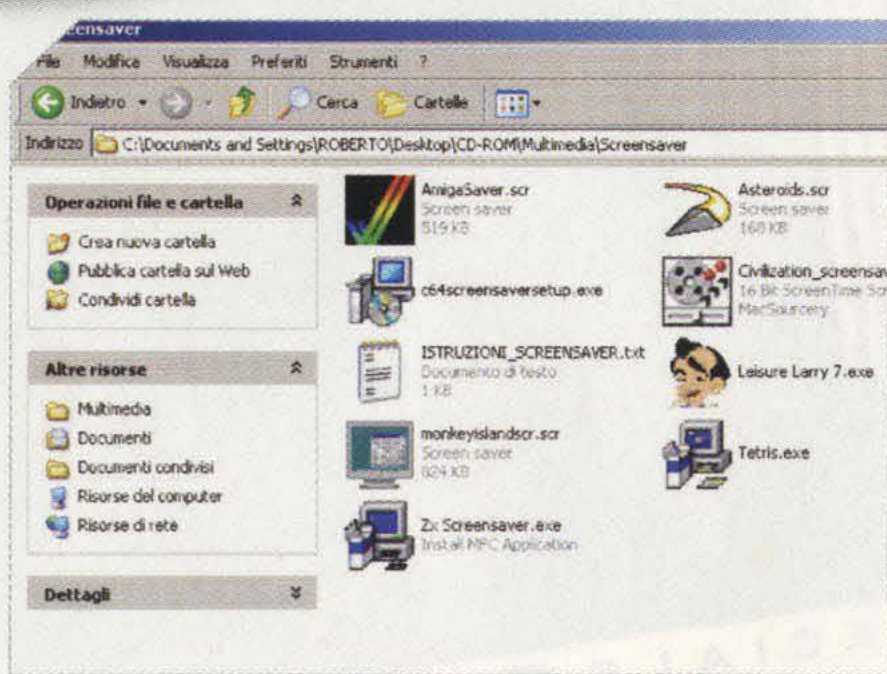 File Modifica Visualizza Preferiti Strumenti ?
Indietro Cerca Cartelle
Indirizzo C:\Documents and Settings\ROBERTO\Desktop\CD-ROM\Multimedia\Screensaver
Operazioni file e cartella
Crea nuova cartella
Pubblica cartella sul Web
Condividi cartella
Altre risorse
Multimedia
Documenti
Documenti condivisi
Risorse del computer
Risorse di rete
Dettagli
AmigaSaver.scr
Screen saver
519 KB
Asteroids.scr
Screen saver
168 KB
c64screensaversetup.exe
16 Bit ScreenTime
MacSourcery
ISTRUZIONI_SCREENSAVER.txt
Documento di testo
1 KB
Leisure Larry 7.exe
monkeyislandscr.scr
Screen saver
824 KB
Tetris.exe
Zx Screensaver.exe
Install MFC Application